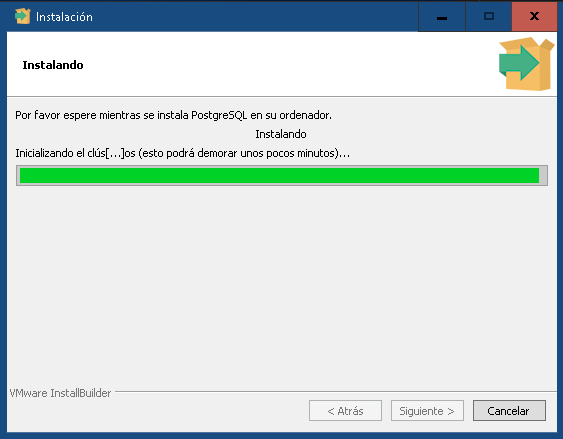 Instalación
Instalando
Por favor espere mientras se instala PostgreSQL en su ordenador.
Instalando
Inicializando el clús[...]os (esto podrá demorar unos pocos minutos)...
VMware InstallBuilder
< Atrás
Siguiente >
Cancelar